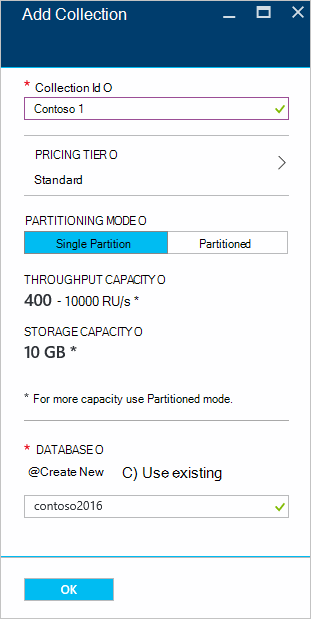 Add Collection
* Collection Id O
Contoso 1
PRICING TIER O
Standard
PARTITIONING MODE O
Single Partition Partitioned
THROUGHPUT CAPACITY O
400 - 10000 RU/s *
STORAGE CAPACITY O
10 GB *
* For more capacity use Partitioned mode.
* DATABASE O
@Create New C) Use existing
contoso2016
OK